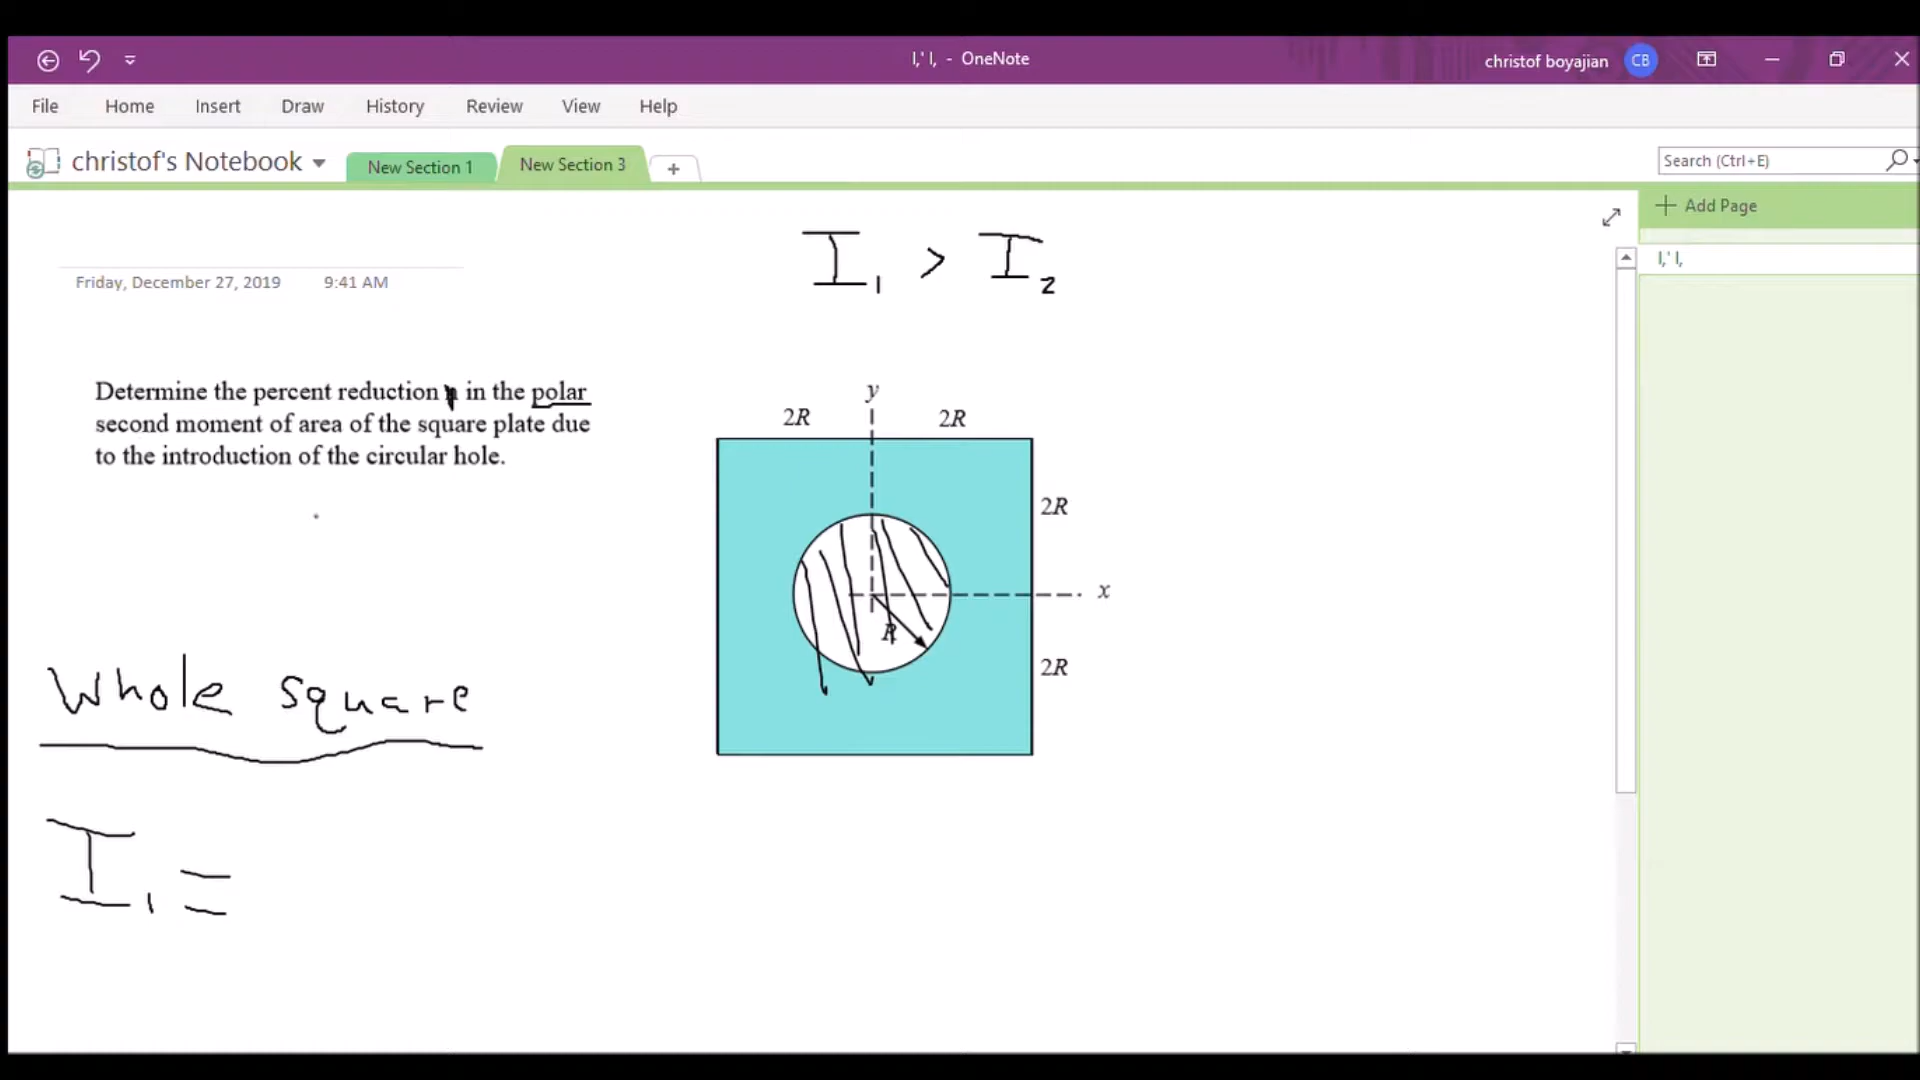 I,' I, - OneNote
christof boyajian CB
File Home Insert Draw History Review View Help
christof's Notebook New Section 1 New Section 3 +
Search (Ctrl+E)
+ Add Page
I,' I,
I₁ > I₂
Friday, December 27, 2019 9:41 AM
Determine the percent reduction in the polar
second moment of area of the square plate due
to the introduction of the circular hole.
y
2R 2R
2R
x
R
2R
Whole square
I₁ =